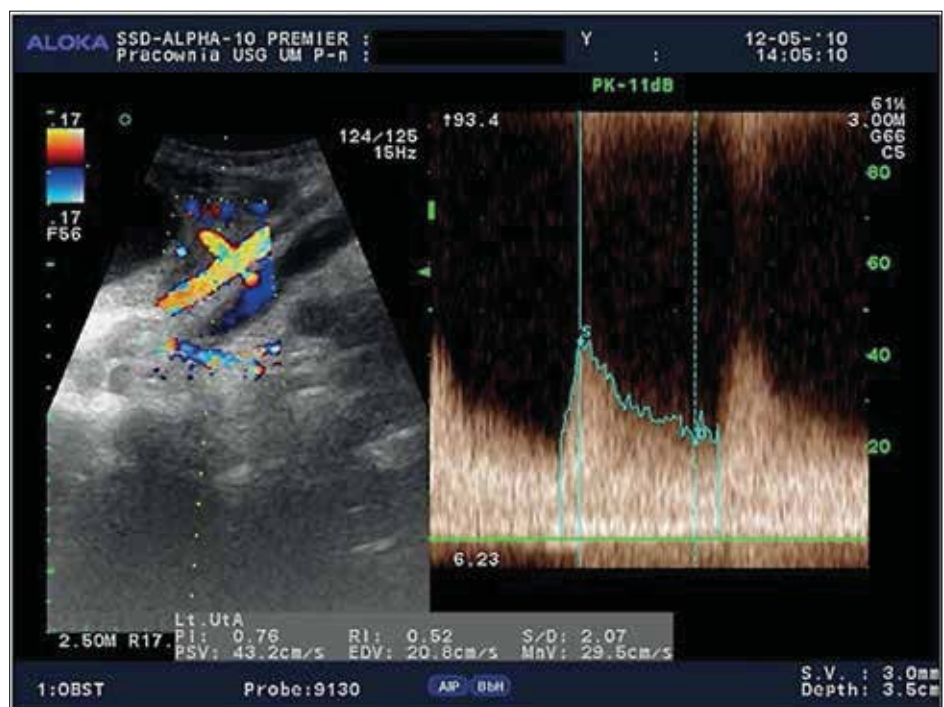 ALOKA SSD-ALPHA-10 PREMIER : Y 12-05-'10
Pracownia USG UM P-n : : 14:05:10
PK-11dB
.17
.17
F56
124/125
15Hz
↑93.4
61%
3.00M
G66
C5
80
60
40
20
S
D
6.23
2.50M R17.
Lt.UtA
PI: 0.76 RI: 0.52 S/D: 2.07
PSV: 43.2cm/s EDV: 20.8cm/s MnV: 29.5cm/s
1:OBST Probe:9130 AIP BbH
S.V. : 3.0mm
Depth: 3.5cm